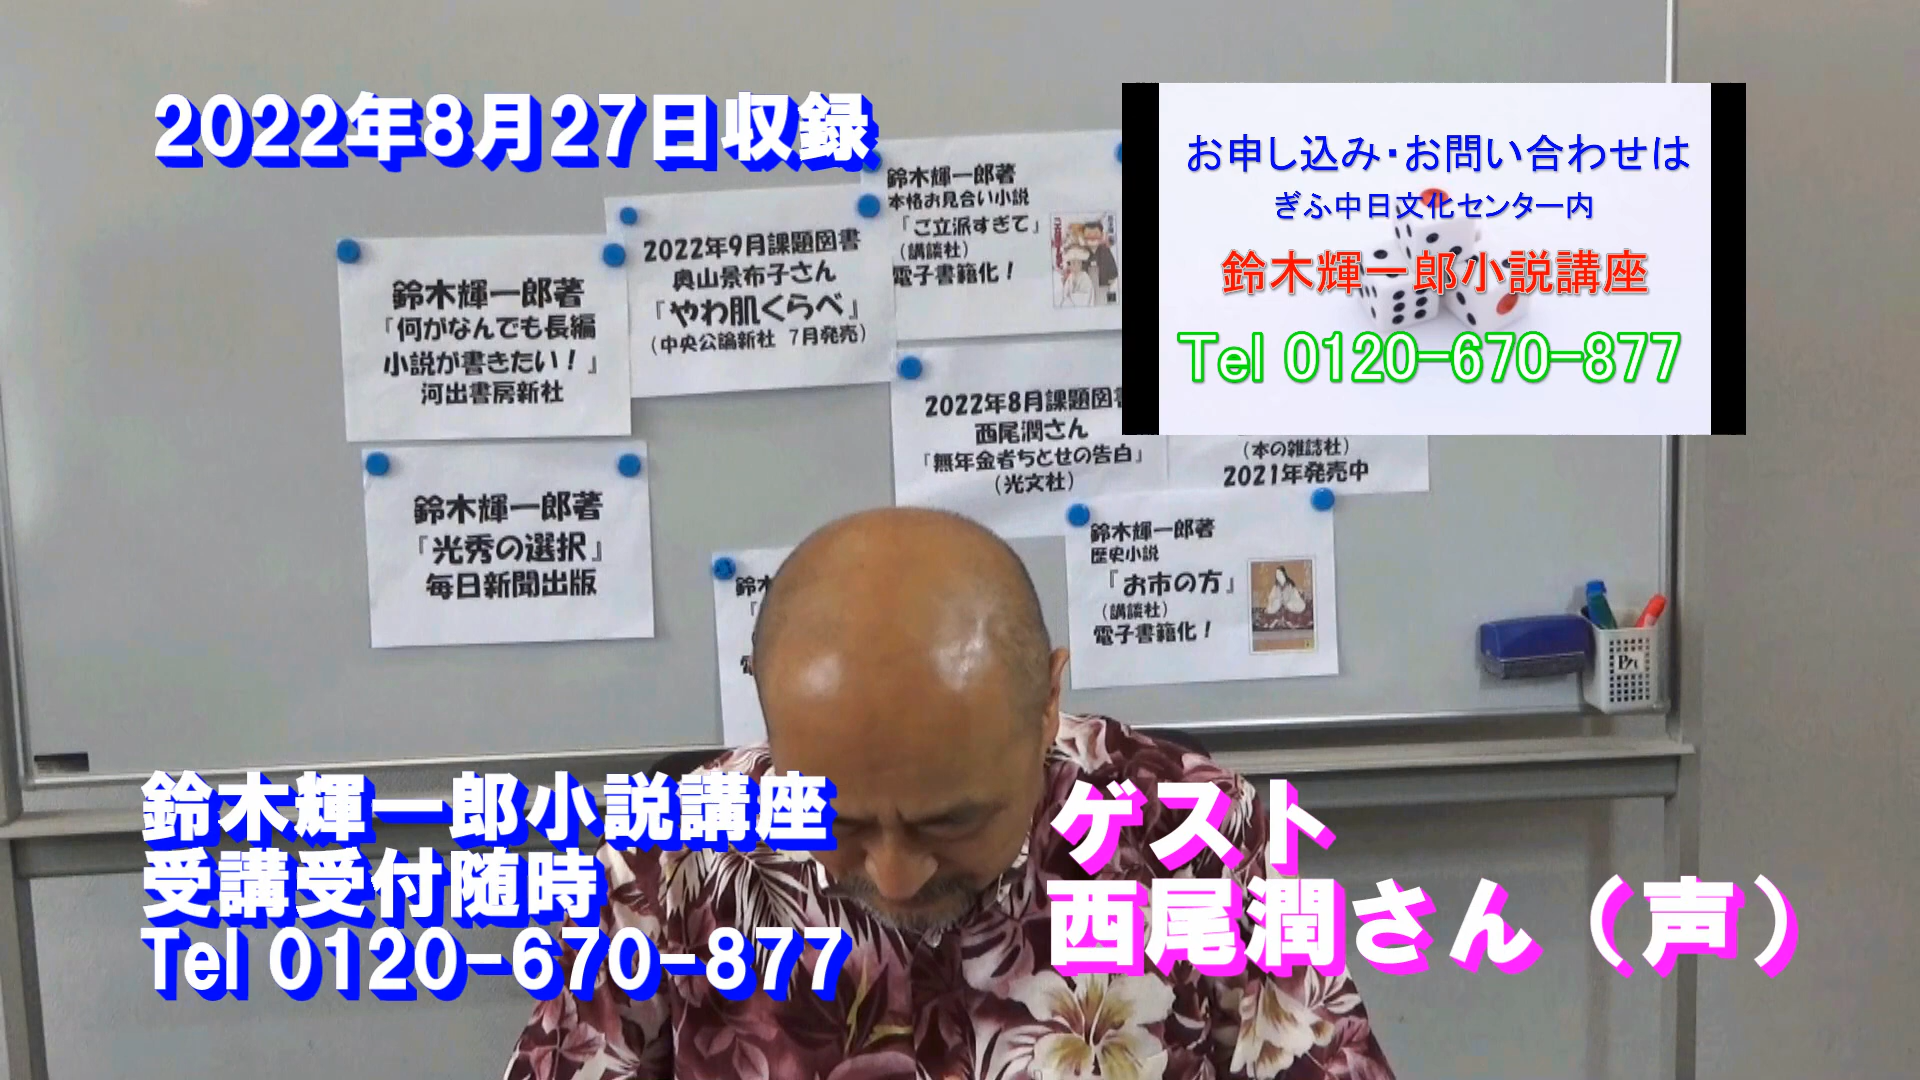 2022年8月27日収録
お申し込み・お問い合わせは
ぎふ中日文化センター内
鈴木輝一郎小説講座
Tel 0120-670-877
鈴木輝一郎著
『何がなんでも長編
小説が書きたい!』
河出書房新社
2022年9月課題図書
奥山景布子さん
『やわ肌くらべ』
(中央公論新社 7月発売)
鈴木輝一郎著
本格お見合い小説
『ご立派すぎて』
(講談社)
電子書籍化!
2022年8月課題図書
西尾潤さん
『無年金者ちとせの告白』
(光文社)
(本の雑誌社)
2021年発売中
鈴木輝一郎著
『光秀の選択』
毎日新聞出版
鈴木
鈴木輝一郎著
歴史小説
『お市の方』
(講談社)
電子書籍化!
鈴木輝一郎小説講座
受講受付随時
Tel 0120-670-877
ゲスト
西尾潤さん(声)